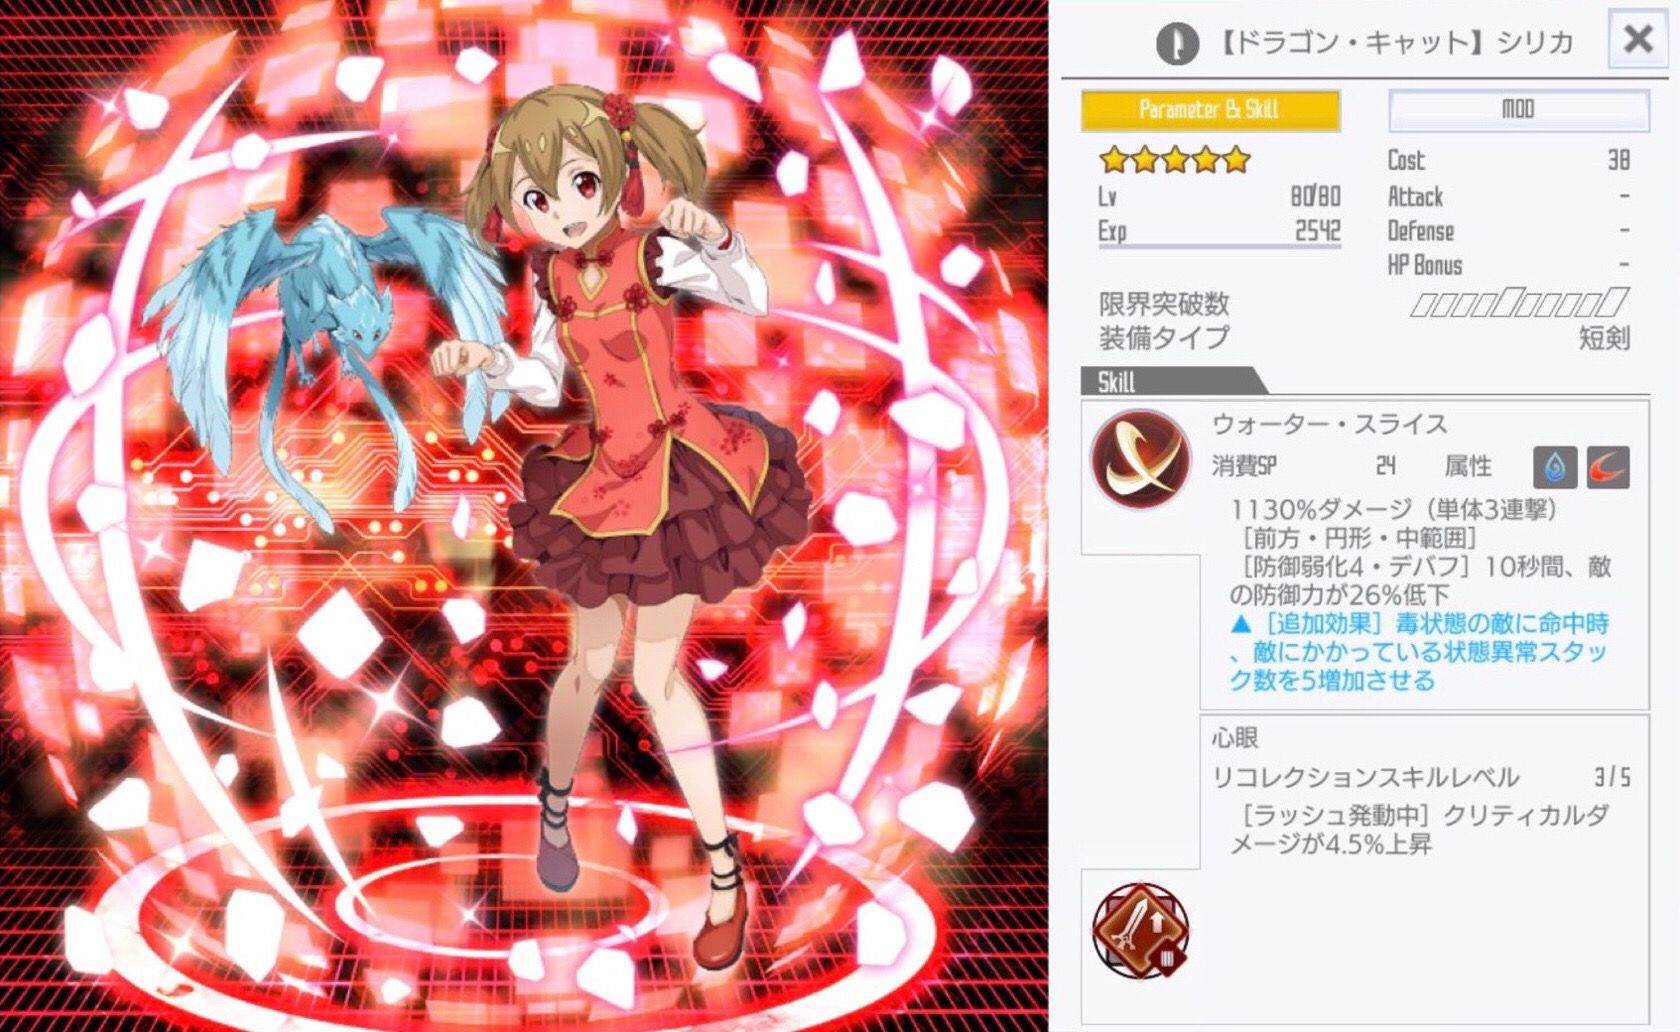 【ドラゴン・キャット】シリカ
Parameter & Skill
MOD
Lv 80/80
Exp 2542
Cost 38
Attack -
Defense -
HP Bonus -
限界突破数
装備タイプ 短剣
Skill
ウォーター・スライス
消費SP 24 属性
1130%ダメージ（単体3連撃）
［前方・円形・中範囲］
［防御弱化4・デバフ］10秒間、敵
の防御力が26%低下
▲［追加効果］毒状態の敵に命中時
、敵にかかっている状態異常スタッ
ク数を5増加させる
心眼
リコレクションスキルレベル 3/5
［ラッシュ発動中］クリティカルダ
メージが4.5%上昇